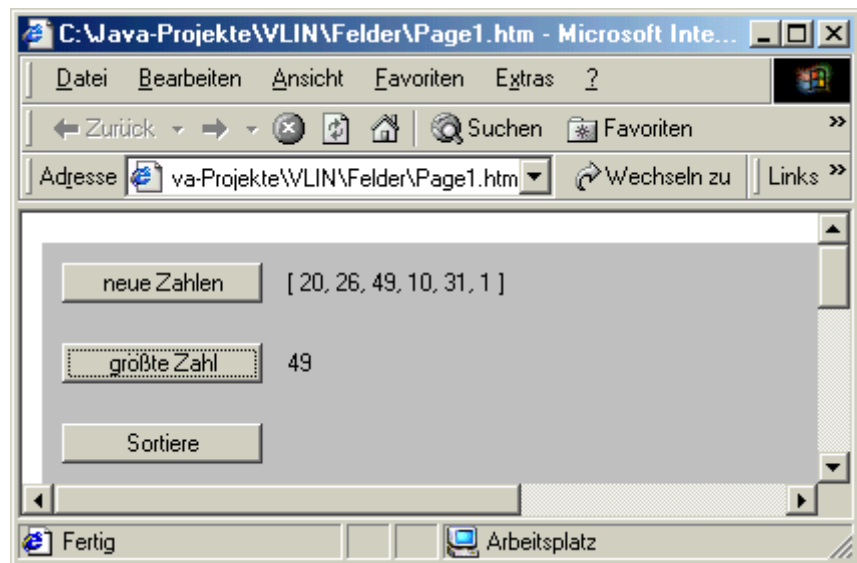 C:\Java-Projekte\VLIN\Felder\Page1.htm - Microsoft Inte...
Datei Bearbeiten Ansicht Favoriten Extras ?
Zurück Suchen Favoriten »
Adresse va-Projekte\VLIN\Felder\Page1.htm Wechseln zu Links »
neue Zahlen [ 20, 26, 49, 10, 31, 1 ]
größte Zahl 49
Sortiere
Fertig Arbeitsplatz